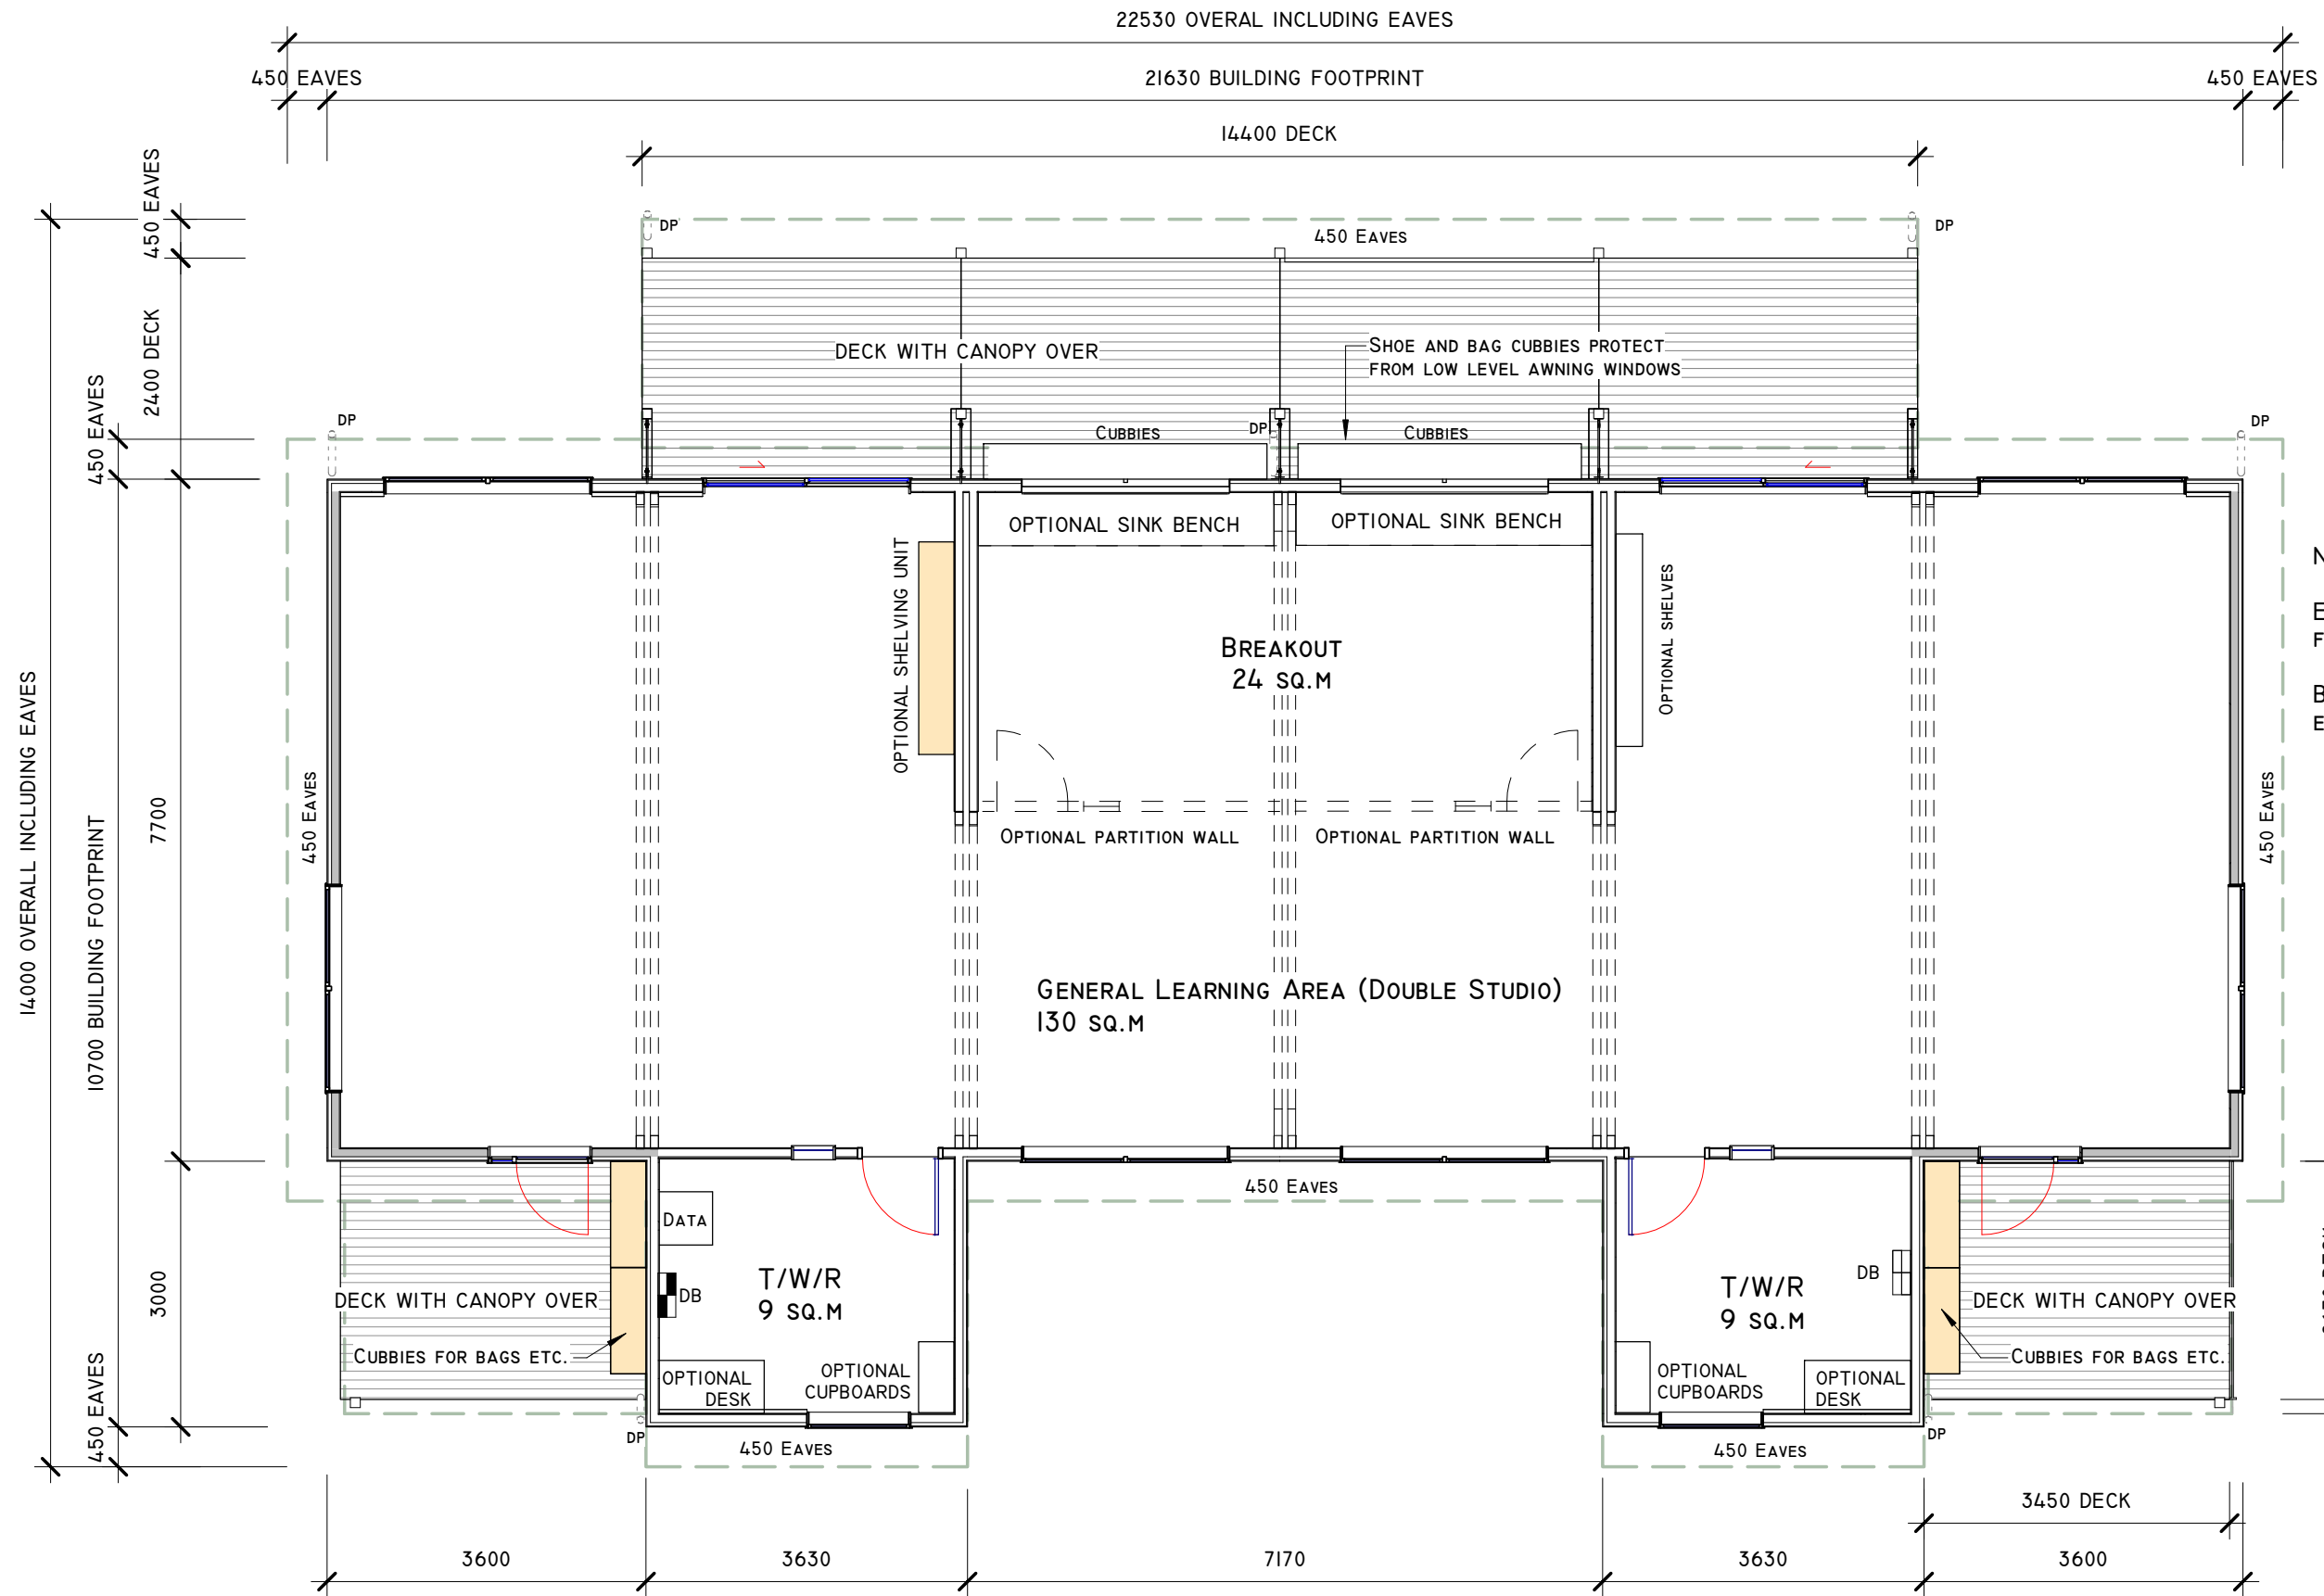 22530 OVERAL INCLUDING EAVES
450 EAVES
21630 BUILDING FOOTPRINT
450 EAVES
14400 DECK
450 EAVES
2400 DECK
450 EAVES
7700
3000
450 EAVES
10700 BUILDING FOOTPRINT
14000 OVERALL INCLUDING EAVES
DP
DP
450 EAVES
DECK WITH CANOPY OVER
SHOE AND BAG CUBBIES PROTECT
FROM LOW LEVEL AWNING WINDOWS
DP
CUBBIES
DP
CUBBIES
DP
OPTIONAL SINK BENCH
OPTIONAL SINK BENCH
OPTIONAL SHELVING UNIT
OPTIONAL SHELVES
BREAKOUT
24 SQ.M
450 EAVES
450 EAVES
OPTIONAL PARTITION WALL
OPTIONAL PARTITION WALL
GENERAL LEARNING AREA (DOUBLE STUDIO)
130 SQ.M
450 EAVES
DATA
T/W/R
9 SQ.M
DB
DECK WITH CANOPY OVER
CUBBIES FOR BAGS ETC.
OPTIONAL
DESK
OPTIONAL
CUPBOARDS
DP
450 EAVES
T/W/R
9 SQ.M
DB
DECK WITH CANOPY OVER
CUBBIES FOR BAGS ETC.
OPTIONAL
CUPBOARDS
OPTIONAL
DESK
DP
450 EAVES
3450 DECK
3600
3630
7170
3630
3600